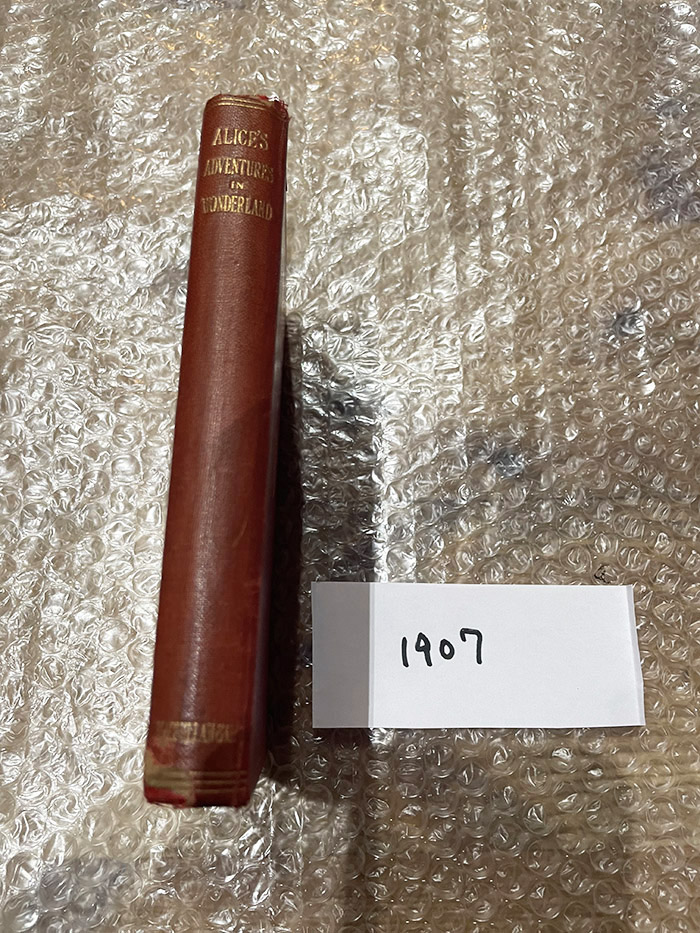 ALICE'S
ADVENTURES
IN
WONDERLAND
1907